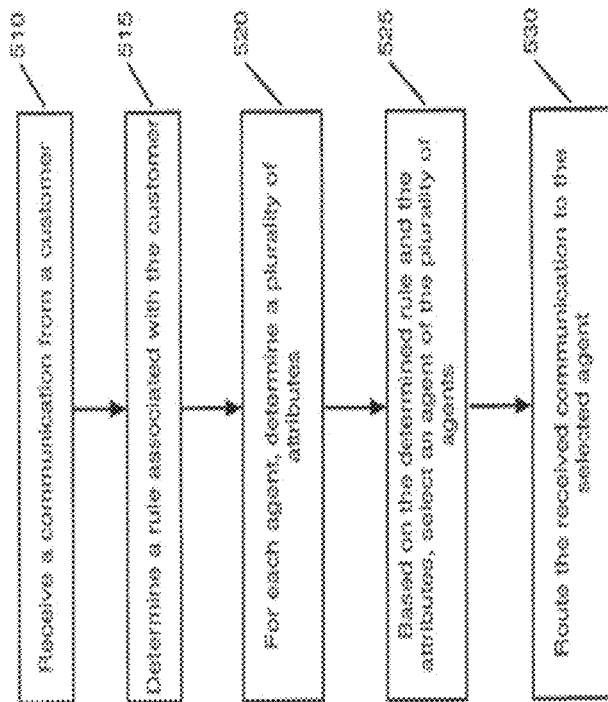 510
Receive a communication from a customer
515
Determine a rule associated with the customer
520
For each agent, determine a plurality of
attributes
525
Based on the determined rule and the
attributes, select an agent of the plurality of
agents
530
Route the received communication to the
selected agent